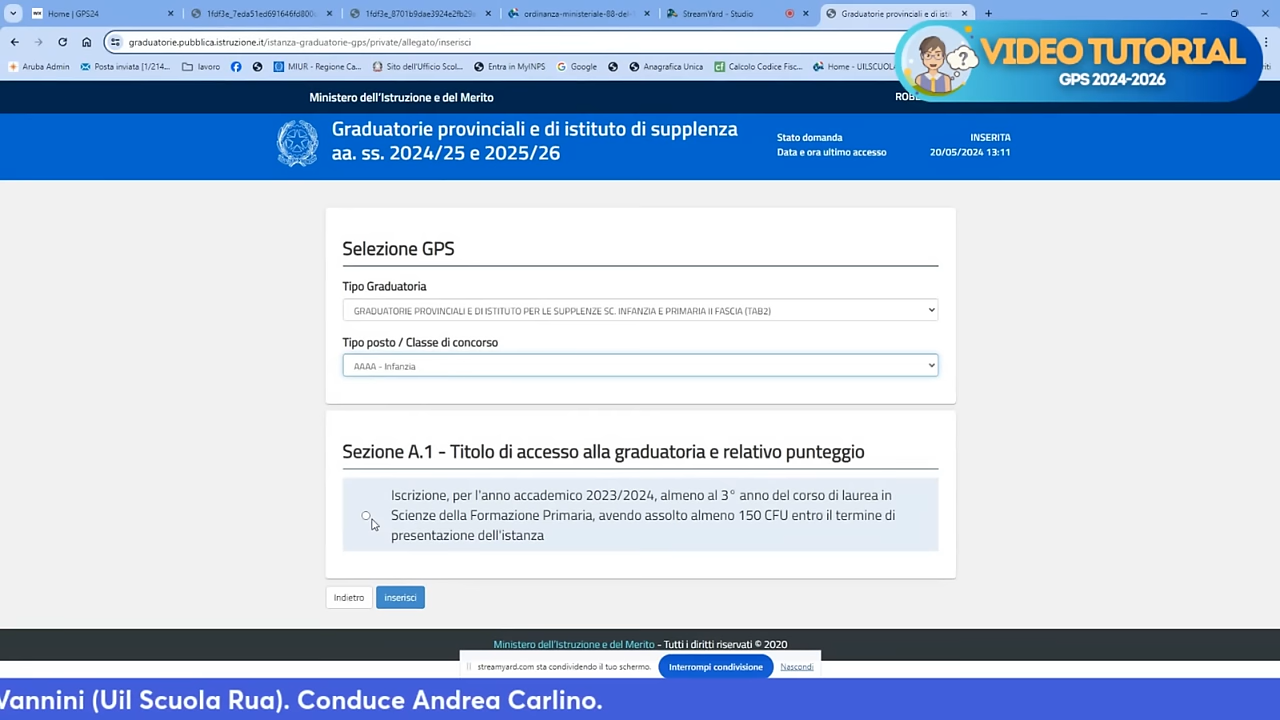 Home | GPS24
1fdf3e_7eda51ed691646fd800
1fdf3e_8701b9dae3924e2fb29
ordinanza-ministeriale-88-del-
StreamYard - Studio
Graduatorie provinciali e di isti
graduatorie.pubblica.istruzione.it/istanza-graduatorie-gps/private/allegato/inserisci
Aruba Admin
Posta inviata [1/214...
lavoro
MIUR - Regione Ca...
Sito dell'Ufficio Scol...
Entra in MyINPS
Google
Anagrafica Unica
Calcolo Codice Fisc...
Home - UILSCUOL
VIDEO TUTORIAL
GPS 2024-2026
Ministero dell'Istruzione e del Merito
ROB
Graduatorie provinciali e di istituto di supplenza
aa. ss. 2024/25 e 2025/26
Stato domanda INSERITA
Data e ora ultimo accesso 20/05/2024 13:11
Selezione GPS
Tipo Graduatoria
GRADUATORIE PROVINCIALI E DI ISTITUTO PER LE SUPPLENZE SC. INFANZIA E PRIMARIA II FASCIA (TAB2)
Tipo posto / Classe di concorso
AAAA - Infanzia
Sezione A.1 - Titolo di accesso alla graduatoria e relativo punteggio
Iscrizione, per l'anno accademico 2023/2024, almeno al 3° anno del corso di laurea in
Scienze della Formazione Primaria, avendo assolto almeno 150 CFU entro il termine di
presentazione dell'istanza
Indietro
inserisci
Ministero dell'Istruzione e del Merito - Tutti i diritti riservati © 2020
streamyard.com sta condividendo il tuo schermo.
Interrompi condivisione
Nascondi
Vannini (Uil Scuola Rua). Conduce Andrea Carlino.